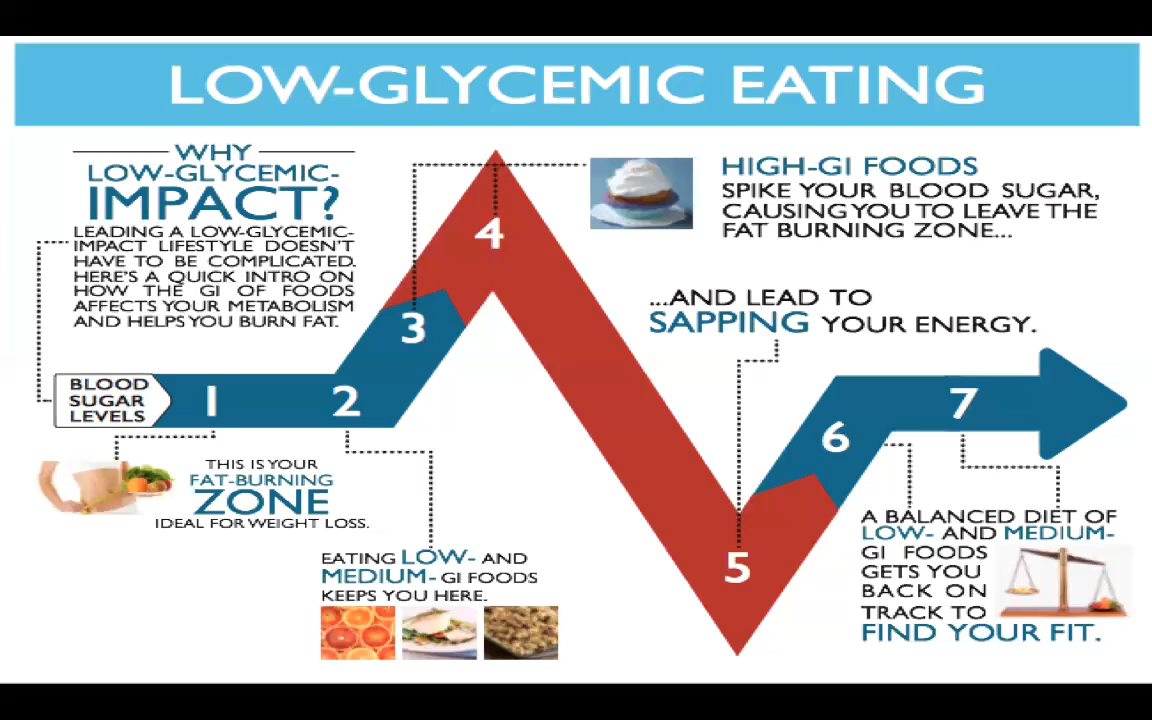 LOW-GLYCEMIC EATING
WHY
LOW-GLYCEMIC-
IMPACT?
LEADING A LOW-GLYCEMIC-
IMPACT LIFESTYLE DOESN'T
HAVE TO BE COMPLICATED.
HERE'S A QUICK INTRO ON
HOW THE GI OF FOODS
AFFECTS YOUR METABOLISM
AND HELPS YOU BURN FAT.
BLOOD
SUGAR
LEVELS
1
2
3
4
5
6
7
THIS IS YOUR
FAT-BURNING
ZONE
IDEAL FOR WEIGHT LOSS.
EATING LOW- AND
MEDIUM- GI FOODS
KEEPS YOU HERE.
HIGH-GI FOODS
SPIKE YOUR BLOOD SUGAR,
CAUSING YOU TO LEAVE THE
FAT BURNING ZONE...
...AND LEAD TO
SAPPING YOUR ENERGY.
A BALANCED DIET OF
LOW- AND MEDIUM-
GI FOODS
GETS YOU
BACK ON
TRACK TO
FIND YOUR FIT.